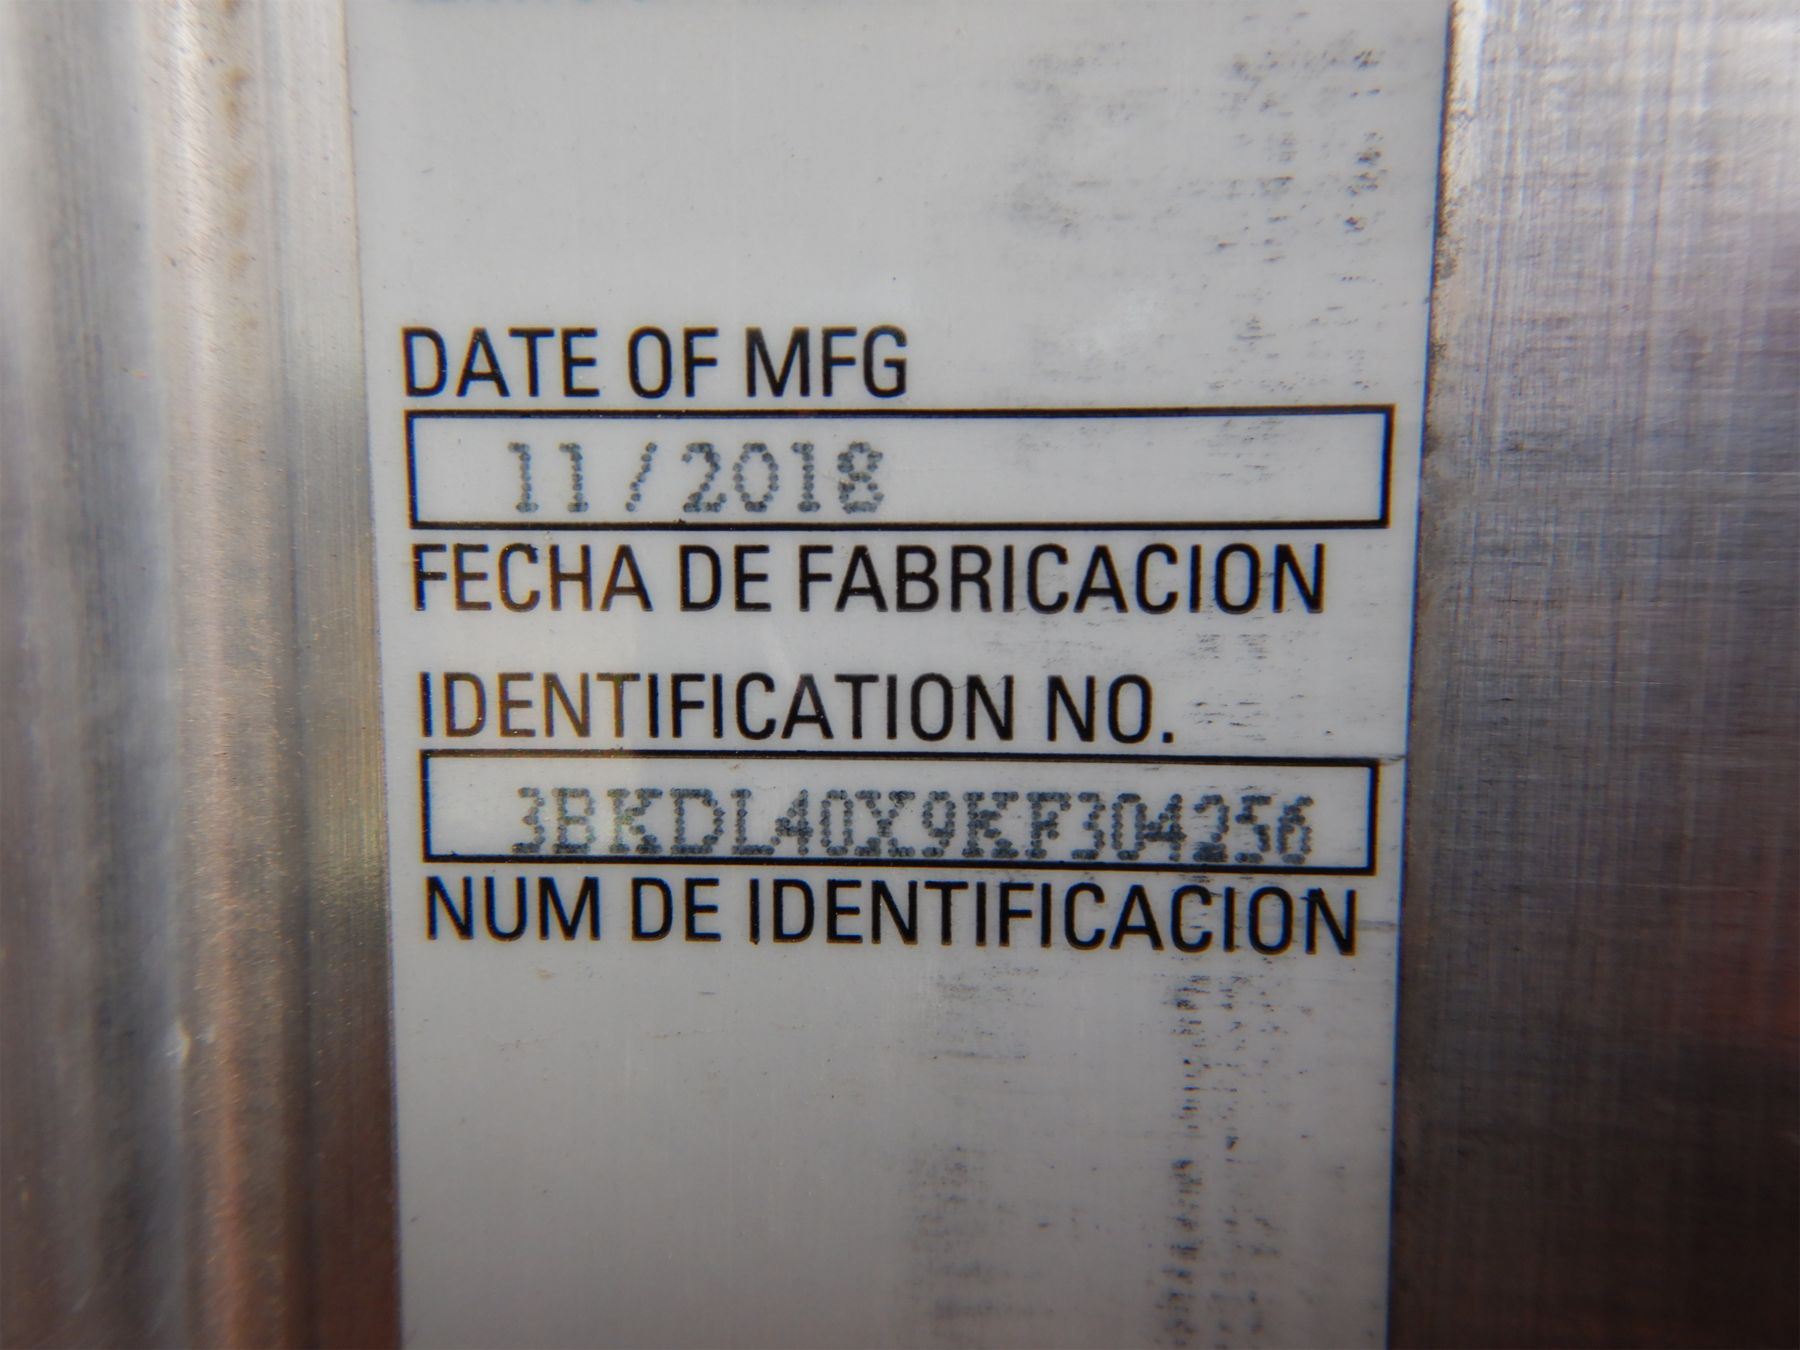 DATE OF MFG
11/2018
FECHA DE FABRICACION
IDENTIFICATION NO.
3BKDL40X9KF304256
NUM DE IDENTIFICACION